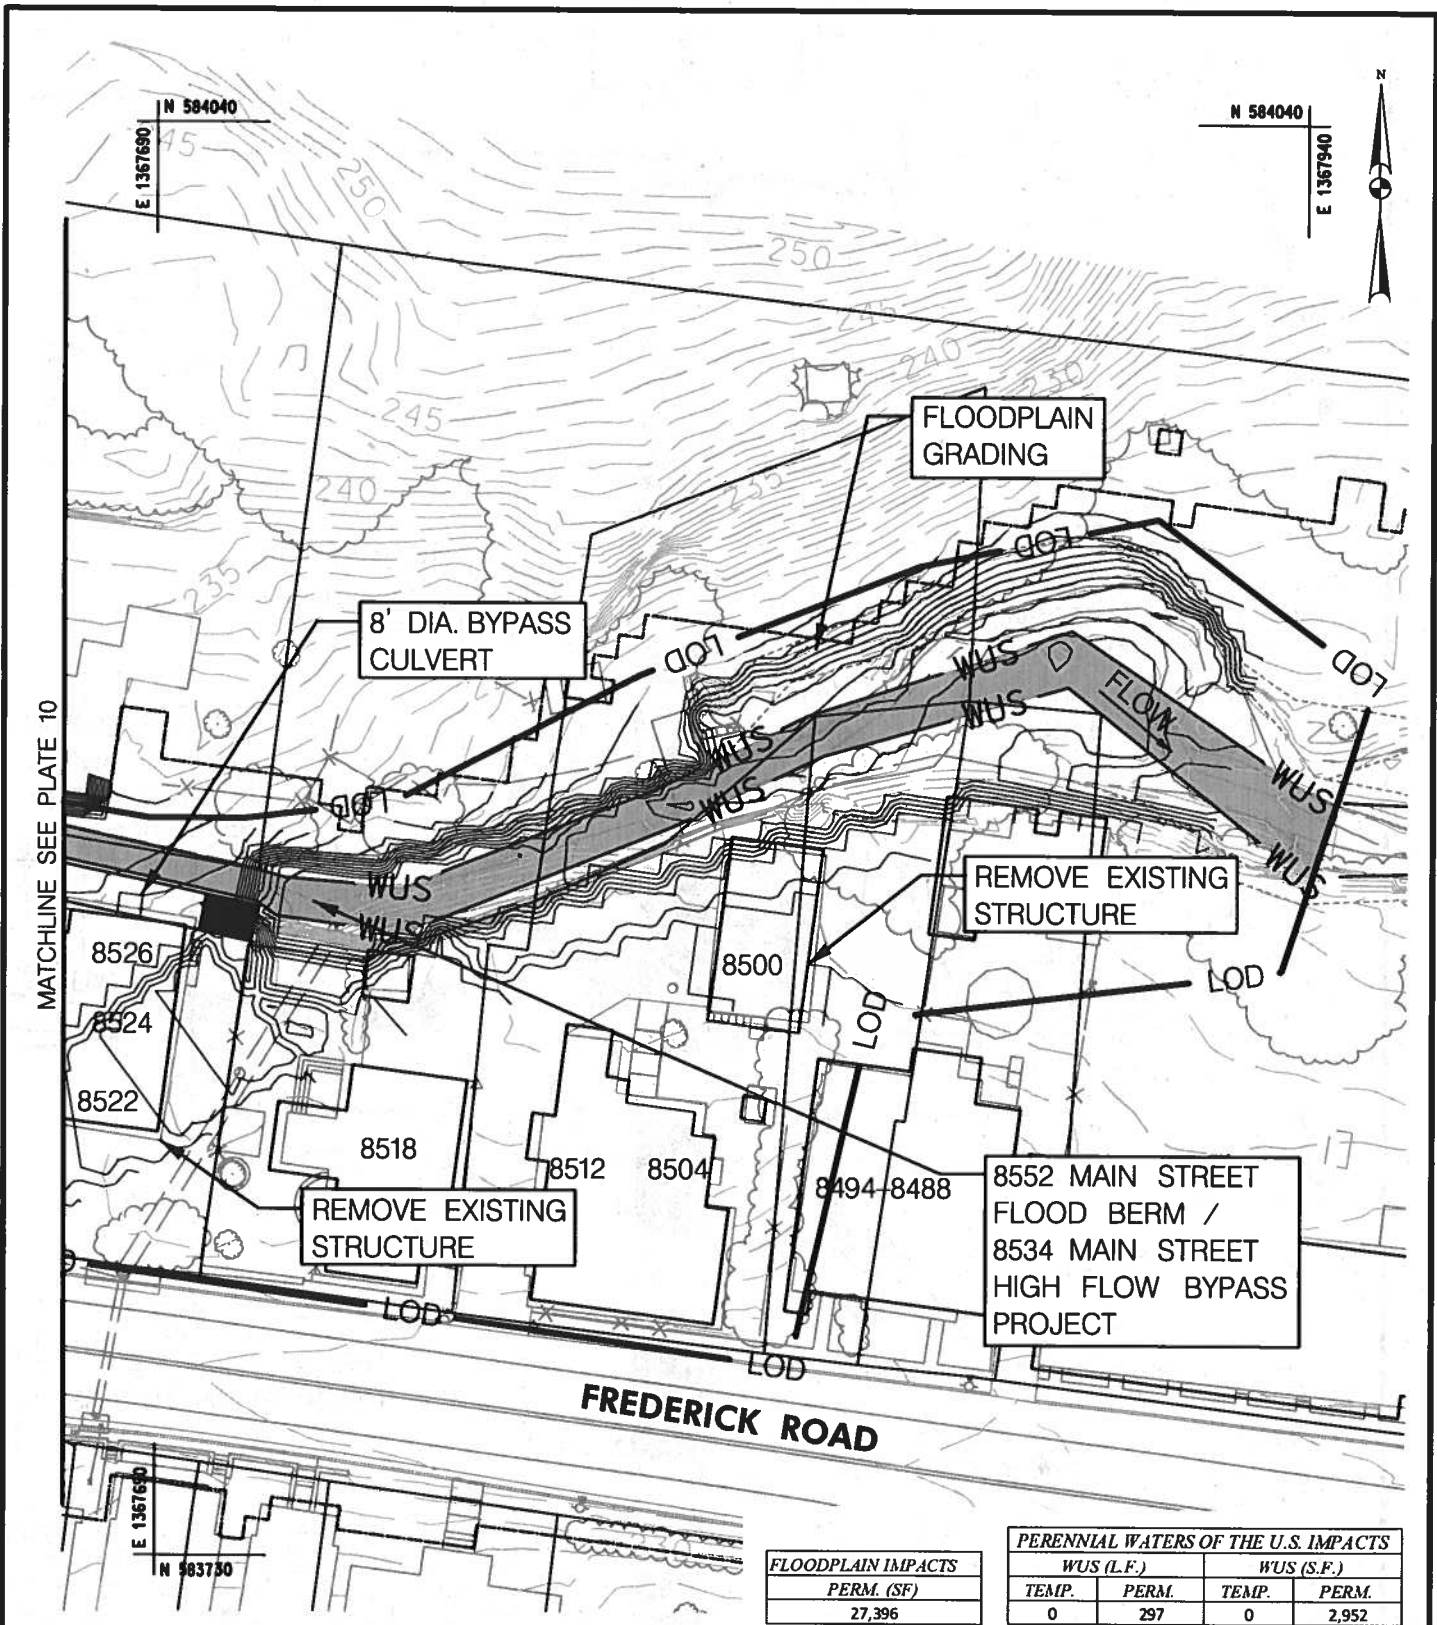 N
N 584040
E 1367690
N 584040
E 1367940
245
250
250
245
240
230
245
FLOODPLAIN
GRADING
240
235
235
LOD
8' DIA. BYPASS
CULVERT
LOD
WUS
LOD
FLOW
WUS
MATCHLINE SEE PLATE 10
WUS
WUS
WUS
LOD
WUS
WUS
WUS
REMOVE EXISTING
STRUCTURE
8526
8500
LOD
8524
LOD
8522
8518
8512
8504
8494-8488
8552 MAIN STREET
FLOOD BERM /
8534 MAIN STREET
HIGH FLOW BYPASS
PROJECT
REMOVE EXISTING
STRUCTURE
LOD
LOD
FREDERICK ROAD
E 1367690
N 583730
230
FLOODPLAIN IMPACTS
PERM. (SF)
27,396
PERENNIAL WATERS OF THE U.S. IMPACTS
WUS (L.F.) WUS (S.F.)
TEMP. PERM. TEMP. PERM.
0 297 0 2,952